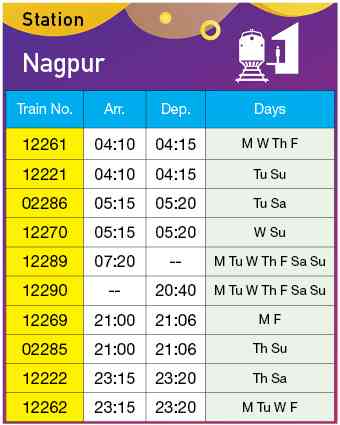 Station
Nagpur
Train No. Arr. Dep. Days
12261 04:10 04:15 M W Th F
12221 04:10 04:15 Tu Su
02286 05:15 05:20 Tu Sa
12270 05:15 05:20 W Su
12289 07:20 -- M Tu W Th F Sa Su
12290 -- 20:40 M Tu W Th F Sa Su
12269 21:00 21:06 M F
02285 21:00 21:06 Th Su
12222 23:15 23:20 Th Sa
12262 23:15 23:20 M Tu W F